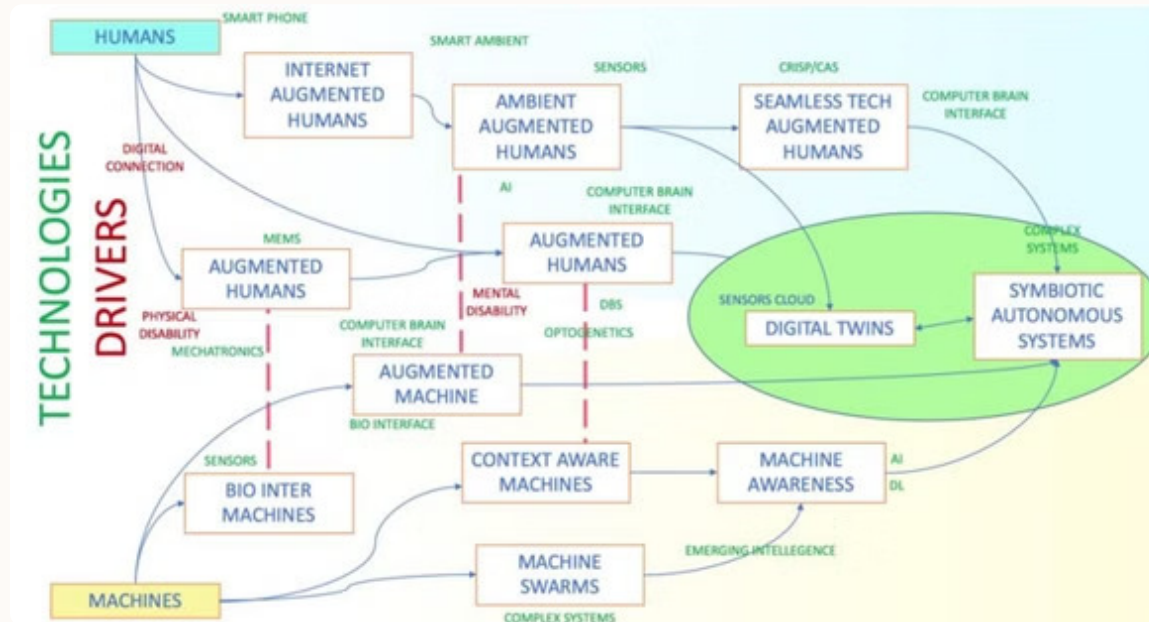 SMART PHONE
HUMANS
SMART AMBIENT
INTERNET
AUGMENTED
HUMANS
SENSORS
CRISP/CAS
AMBIENT
AUGMENTED
HUMANS
SEAMLESS TECH
AUGMENTED
HUMANS
COMPUTER BRAIN
INTERFACE
TECHNOLOGIES
DRIVERS
DIGITAL
CONNECTION
AI
COMPUTER BRAIN
INTERFACE
MEMS
AUGMENTED
HUMANS
AUGMENTED
HUMANS
COMPLEX
SYSTEMS
PHYSICAL
DISABILITY
MECHATRONICS
MENTAL
DISABILITY
DBS
OPTOGENETICS
SENSORS CLOUD
DIGITAL TWINS
SYMBIOTIC
AUTONOMOUS
SYSTEMS
COMPUTER BRAIN
INTERFACE
AUGMENTED
MACHINE
BIO INTERFACE
SENSORS
BIO INTER
MACHINES
CONTEXT AWARE
MACHINES
MACHINE
AWARENESS
AI
DL
EMERGING INTELLEGENCE
MACHINE
SWARMS
COMPLEX SYSTEMS
MACHINES